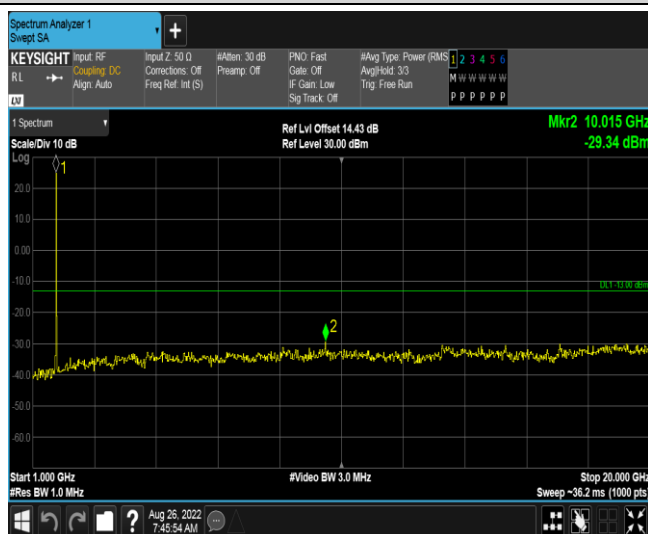 Spectrum Analyzer 1
Swept SA
+
KEYSIGHT
RL
LXI
Input: RF
Coupling: DC
Align: Auto
Input Z: 50 Ω
Corrections: Off
Freq Ref: Int (S)
#Atten: 30 dB
Preamp: Off
PNO: Fast
Gate: Off
IF Gain: Low
Sig Track: Off
#Avg Type: Power (RMS
Avg|Hold: 3/3
Trig: Free Run
1 2 3 4 5 6
M W W W W W
P P P P P P
1 Spectrum
Scale/Div 10 dB
Ref Lvl Offset 14.43 dB
Ref Level 30.00 dBm
Mkr2 10.015 GHz
-29.34 dBm
Log
1
20.0
10.0
0.00
-10.0
DL1 -13.00 dBm
-20.0
2
-30.0
-40.0
-50.0
-60.0
Start 1.000 GHz
#Video BW 3.0 MHz
Stop 20.000 GHz
#Res BW 1.0 MHz
Sweep ~36.2 ms (1000 pts)
?
Aug 26, 2022
7:45:54 AM